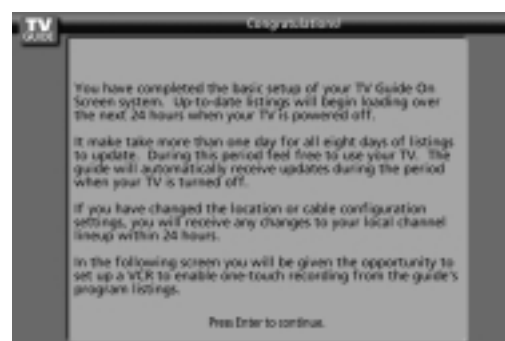 TV
GUIDE
Congratulations!
You have completed the basic setup of your TV Guide On
Screen system. Up-to-date listings will begin loading over
the next 24 hours when your TV is powered off.
It make take more than one day for all eight days of listings
to update. During this period feel free to use your TV. The
guide will automatically receive updates during the period
when your TV is turned off.
If you have changed the location or cable configuration
settings, you will receive any changes to your local channel
lineup within 24 hours.
In the following screen you will be given the opportunity to
set up a VCR to enable one-touch recording from the guide's
program listings.
Press Enter to continue.